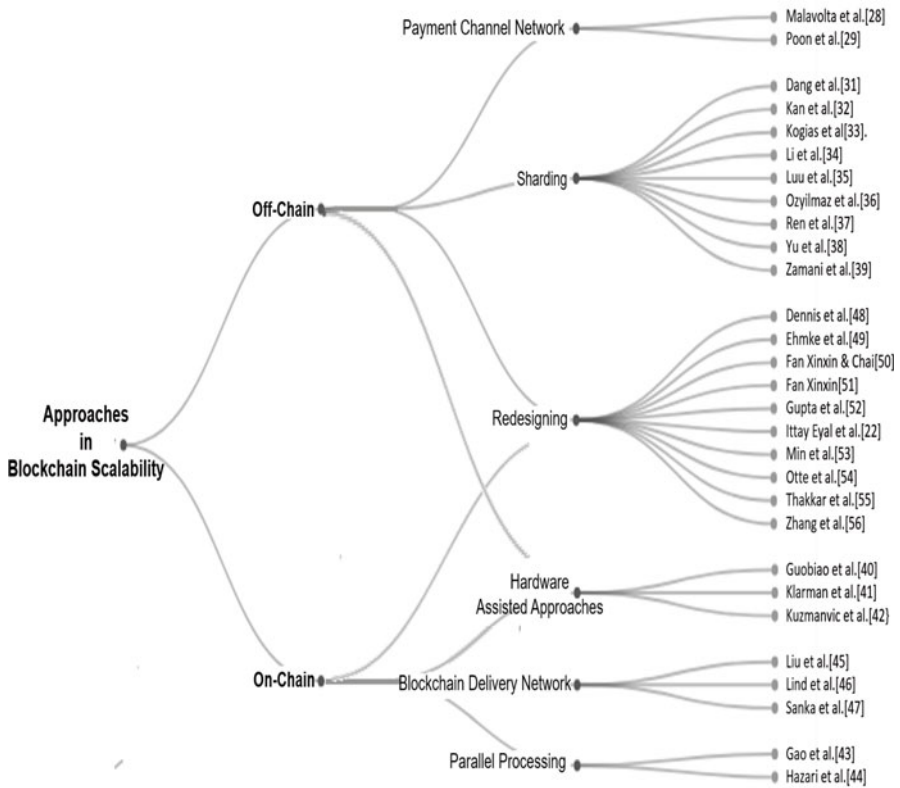 Approaches
in
Blockchain Scalability
Off-Chain
On-Chain
Payment Channel Network
Malavolta et al.[28]
Poon et al.[29]
Sharding
Dang et al.[31]
Kan et al.[32]
Kogias et al[33].
Li et al.[34]
Luu et al.[35]
Ozyilmaz et al.[36]
Ren et al.[37]
Yu et al.[38]
Zamani et al.[39]
Redesigning
Dennis et al.[48]
Ehmke et al.[49]
Fan Xinxin & Chai[50]
Fan Xinxin[51]
Gupta et al.[52]
Ittay Eyal et al.[22]
Min et al.[53]
Otte et al.[54]
Thakkar et al.[55]
Zhang et al.[56]
Hardware
Assisted Approaches
Guobiao et al.[40]
Klarman et al.[41]
Kuzmanvic et al.[42}
Blockchain Delivery Network
Liu et al.[45]
Lind et al.[46]
Sanka et al.[47]
Parallel Processing
Gao et al.[43]
Hazari et al.[44]